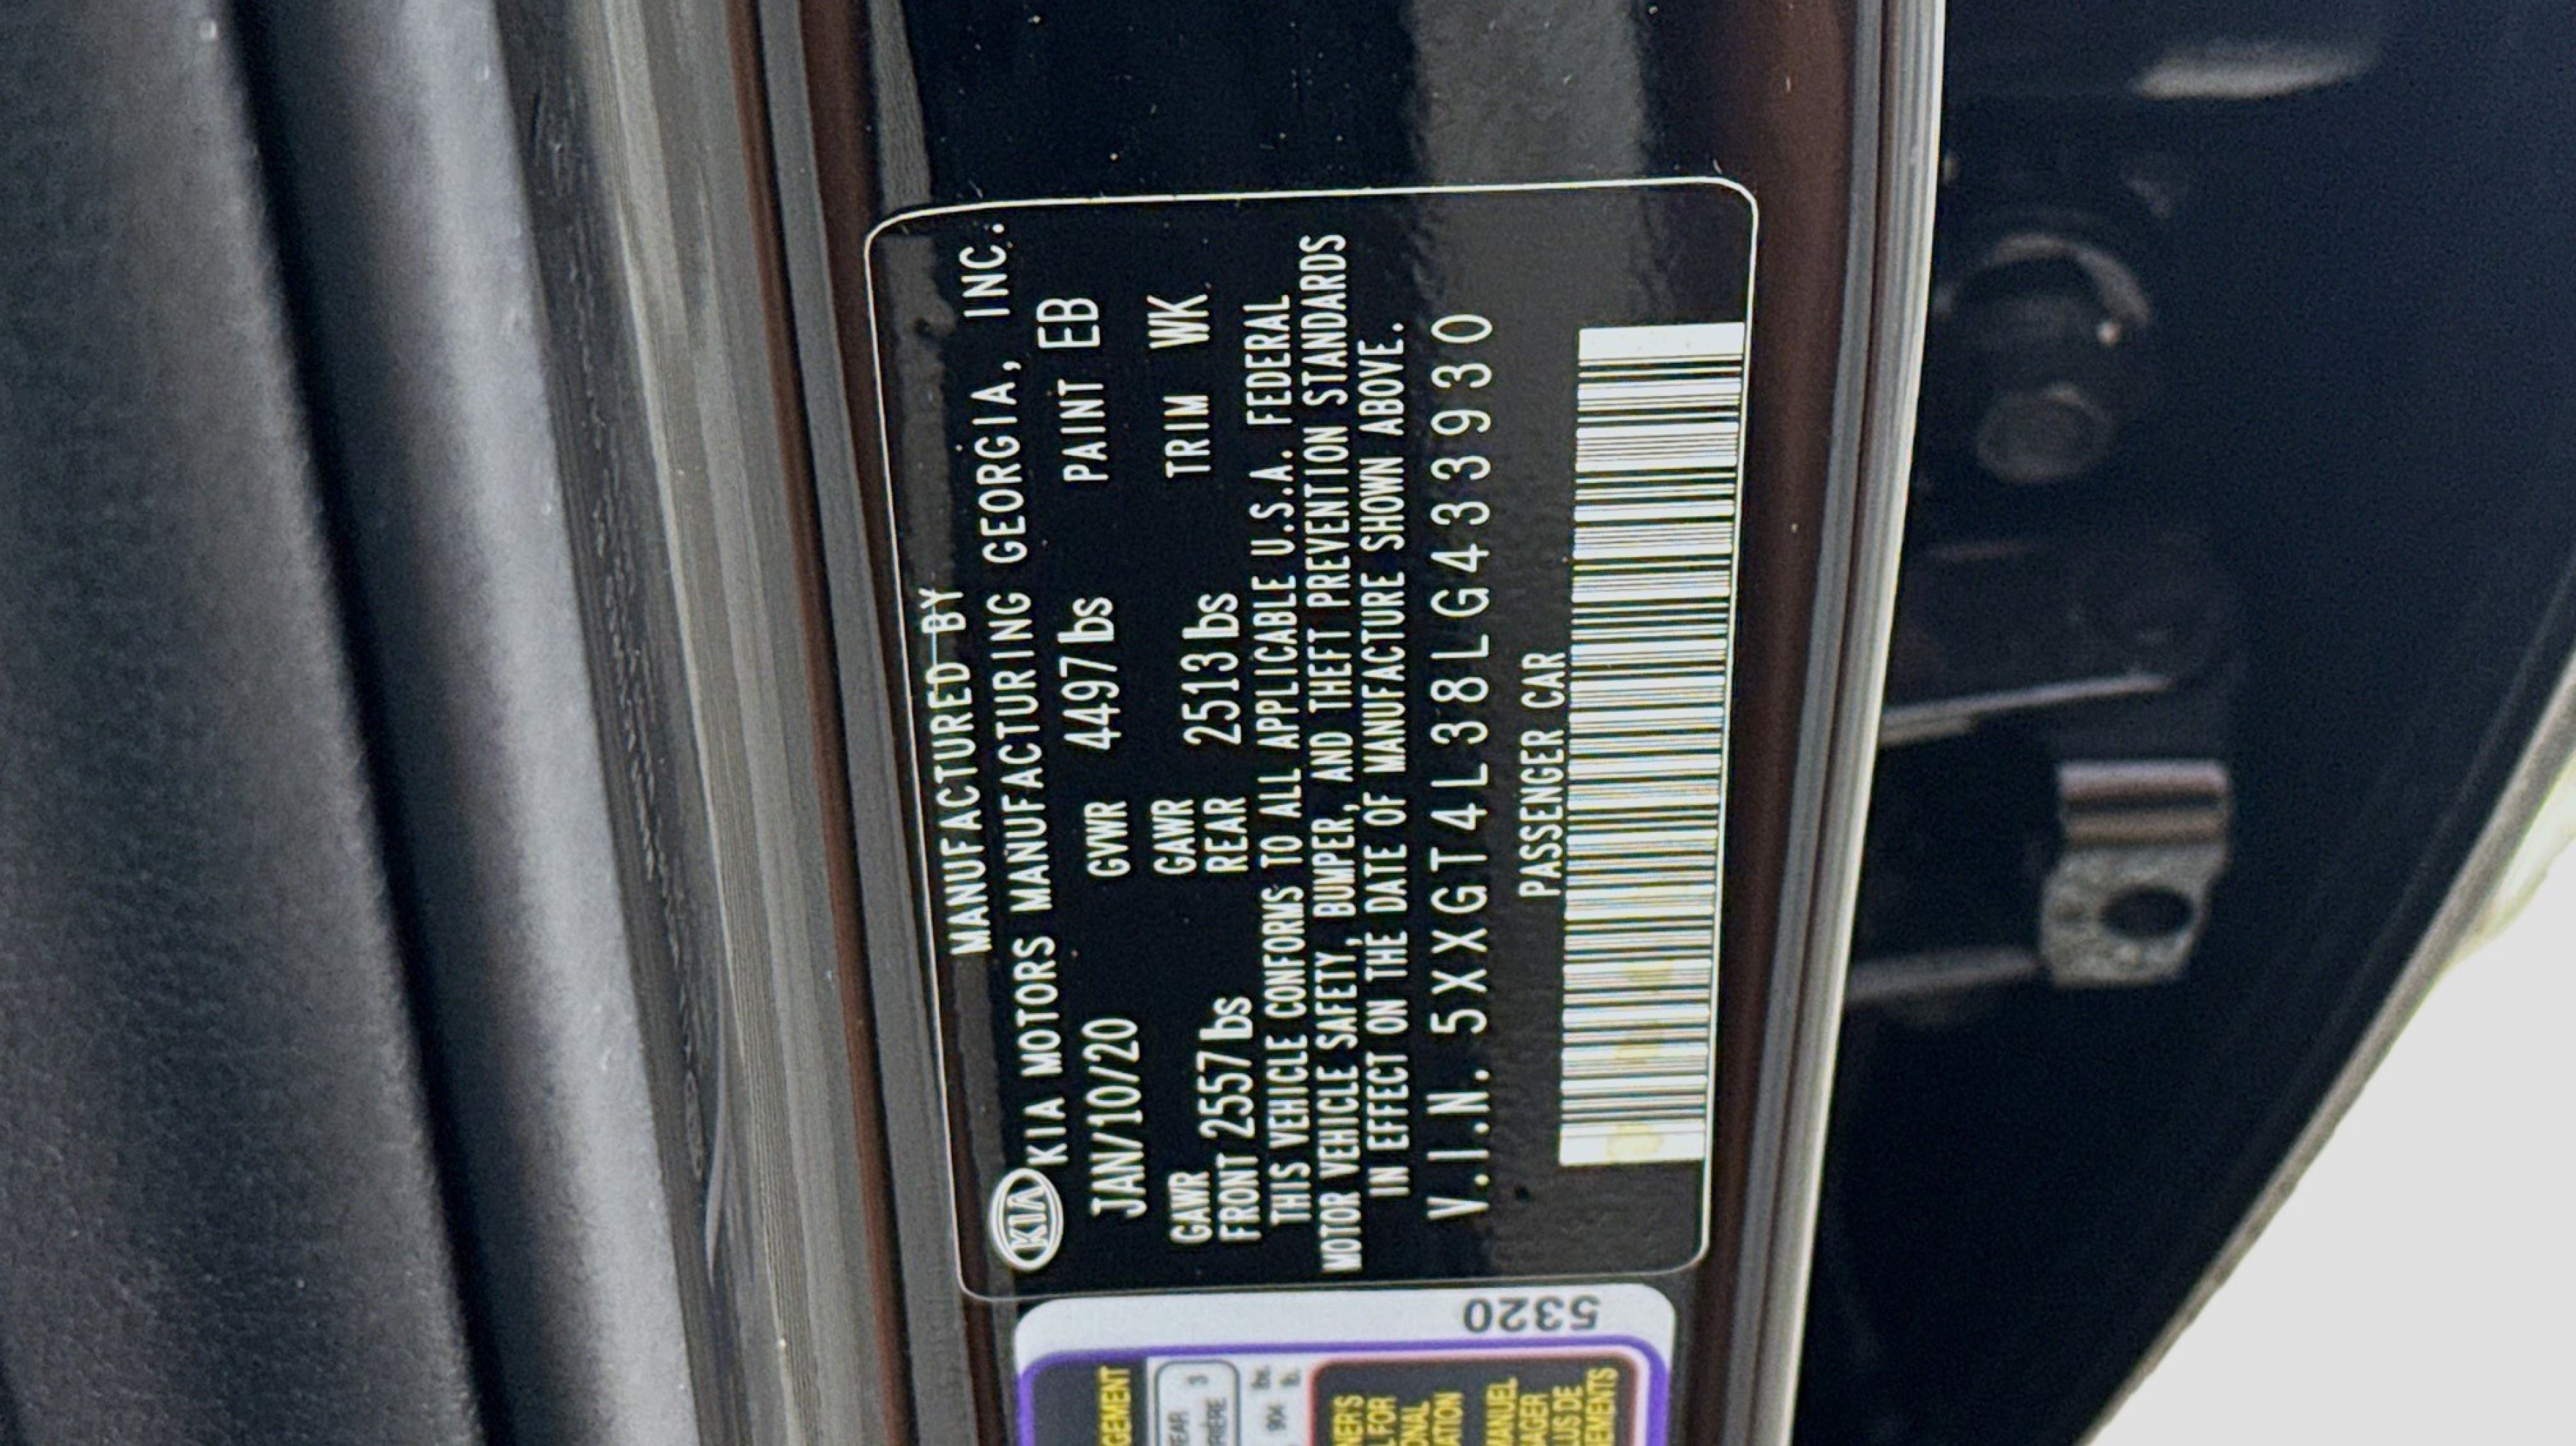 MANUFACTURED BY
KIA KIA MOTORS MANUFACTURING GEORGIA, INC.
JAN/10/20 GVWR 4497lbs PAINT EB
GAWR FRONT 2557lbs GAWR REAR 2513lbs TRIM WK
THIS VEHICLE CONFORMS TO ALL APPLICABLE U.S.A. FEDERAL
MOTOR VEHICLE SAFETY, BUMPER, AND THEFT PREVENTION STANDARDS
IN EFFECT ON THE DATE OF MANUFACTURE SHOWN ABOVE.
V.I.N. 5XXGT4L38LG433930
PASSENGER CAR
5320
MANUEL